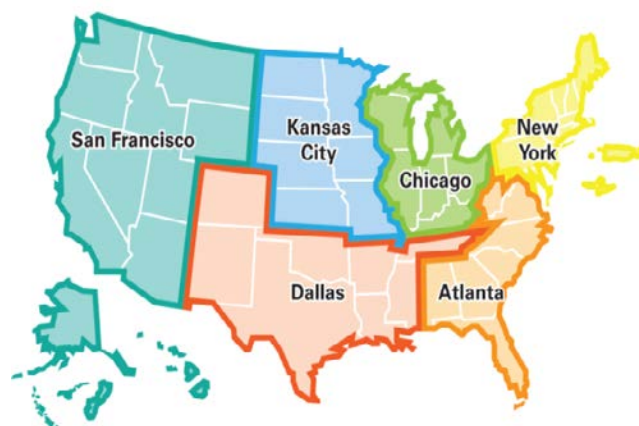 San Francisco
Kansas
City
Chicago
New
York
Dallas
Atlanta